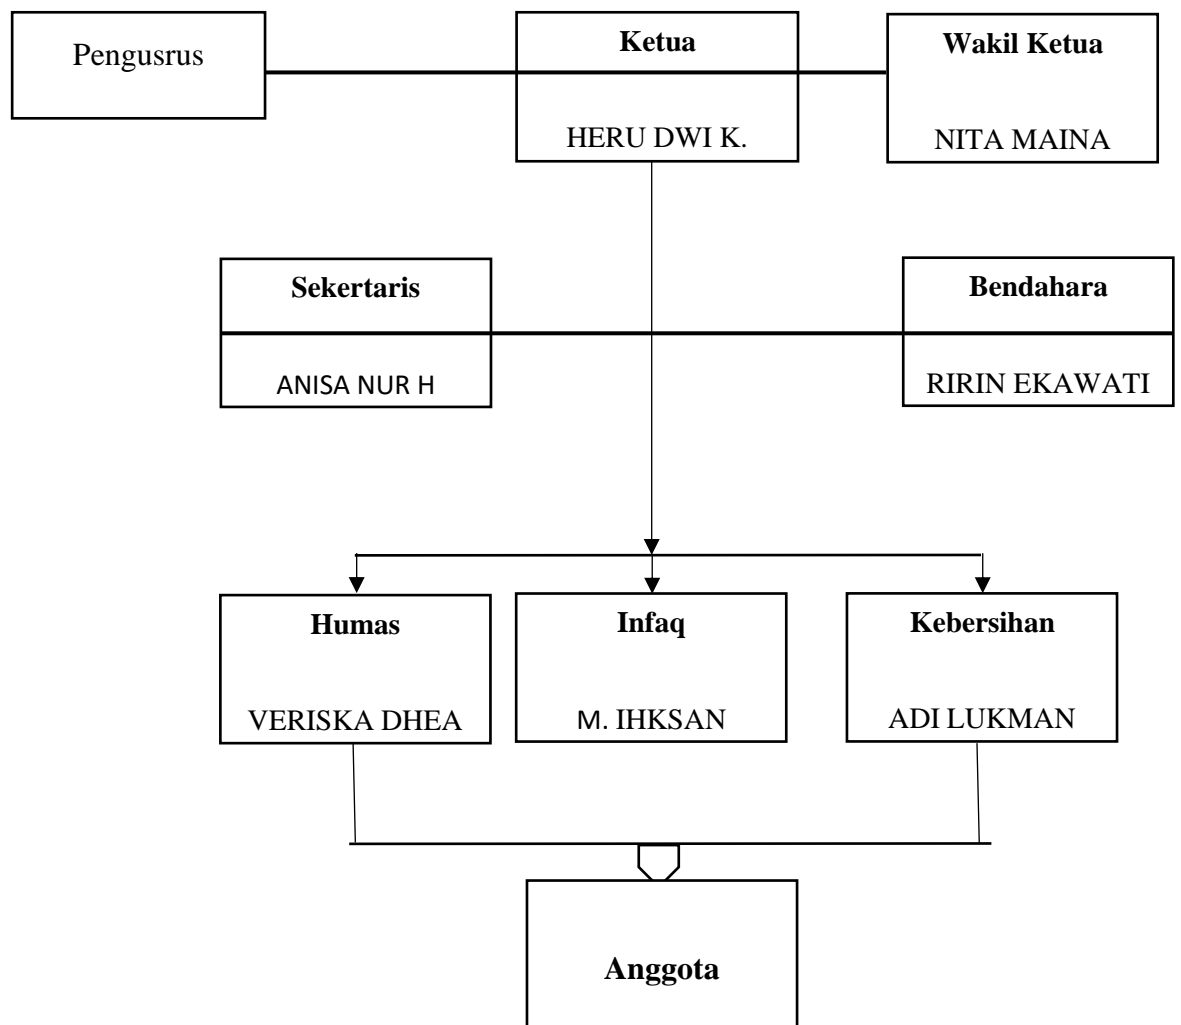 Pengusrus
Ketua
HERU DWI K.
Wakil Ketua
NITA MAINA
Sekertaris
ANISA NUR H
Bendahara
RIRIN EKAWATI
Humas
VERISKA DHEA
Infaq
M. IHKSAN
Kebersihan
ADI LUKMAN
Anggota